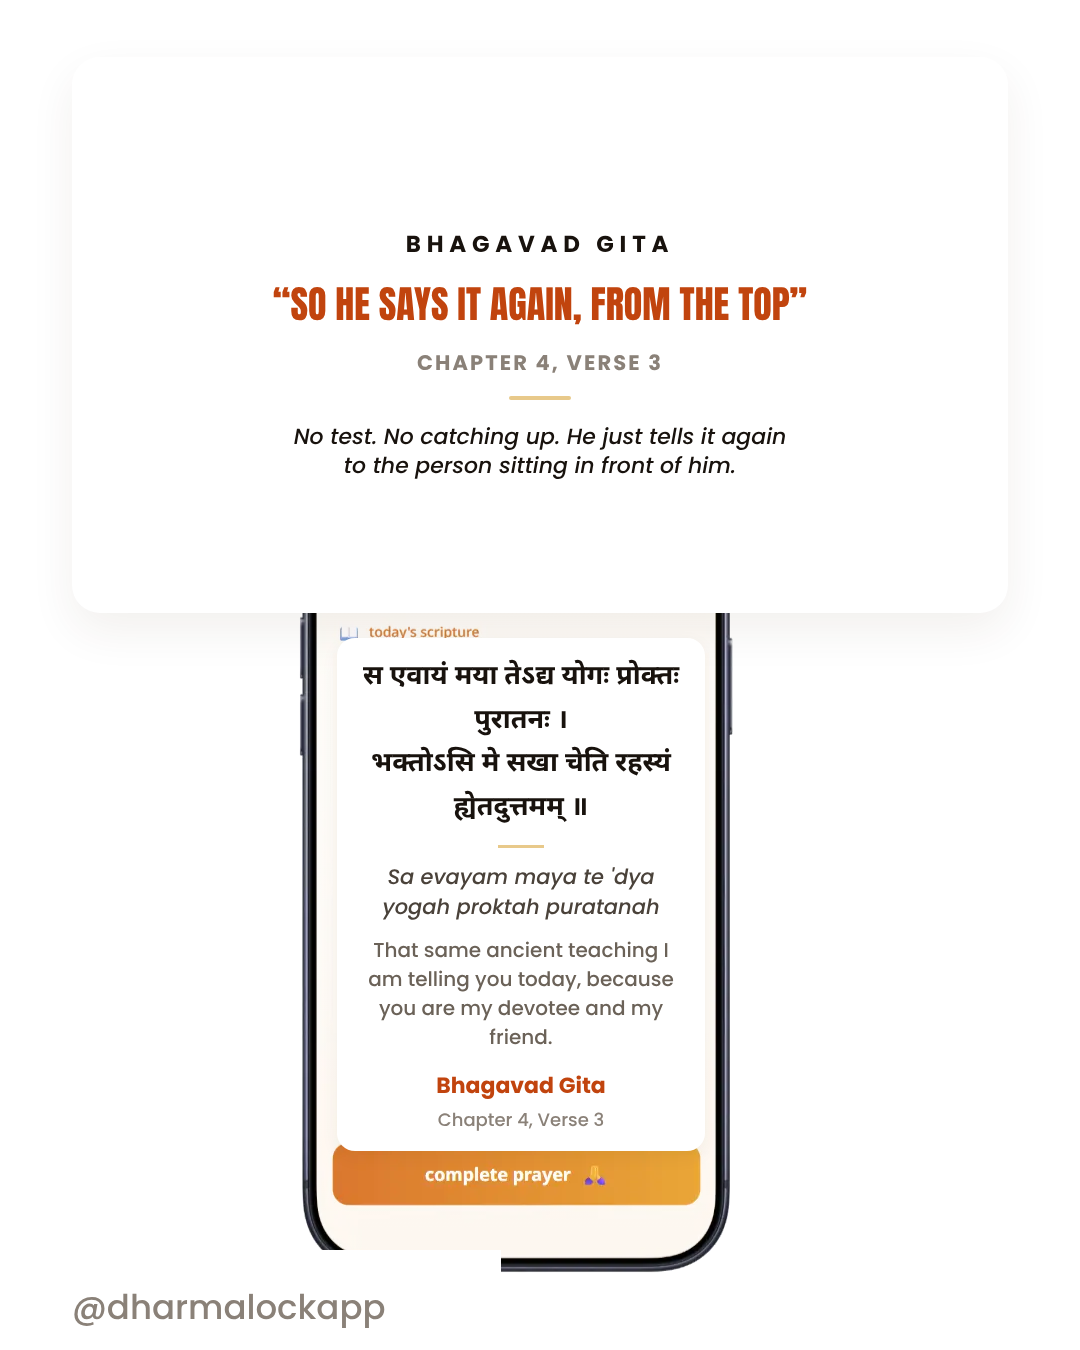 BHAGAVAD GITA
“SO HE SAYS IT AGAIN, FROM THE TOP”
CHAPTER 4, VERSE 3
No test. No catching up. He just tells it again
to the person sitting in front of him.
today's scripture
स एवायं मया तेऽद्य योगः प्रोक्तः
पुरातनः ।
भक्तोऽसि मे सखा चेति रहस्यं
ह्येतदुत्तमम् ॥
Sa evayam maya te 'dya
yogah proktah puratanah
That same ancient teaching I
am telling you today, because
you are my devotee and my
friend.
Bhagavad Gita
Chapter 4, Verse 3
complete prayer
@dharmalockapp